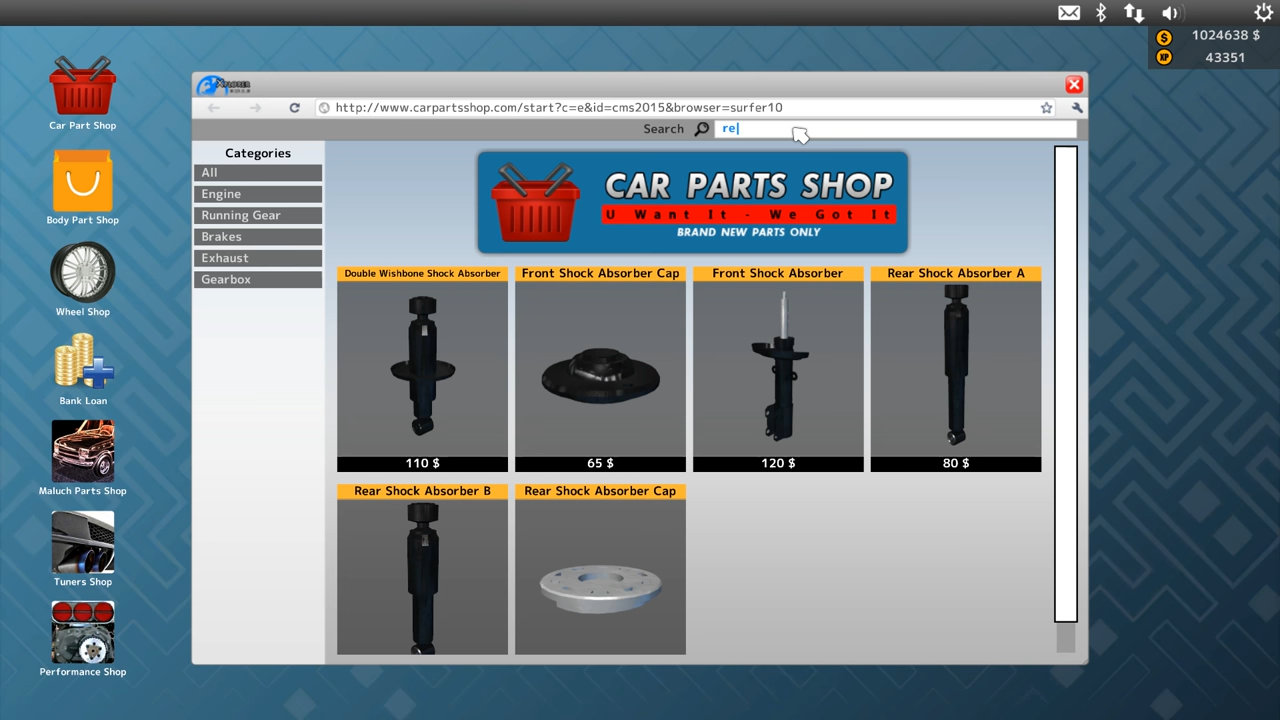 1024638 $
43351
Car Part Shop
Body Part Shop
Wheel Shop
Bank Loan
Maluch Parts Shop
Tuners Shop
Performance Shop
http://www.carpartsshop.com/start?c=e&id=cms2015&browser=surfer10
Search re
Categories
All
Engine
Running Gear
Brakes
Exhaust
Gearbox
CAR PARTS SHOP
U Want It - We Got It
BRAND NEW PARTS ONLY
Double Wishbone Shock Absorber
110 $
Front Shock Absorber Cap
65 $
Front Shock Absorber
120 $
Rear Shock Absorber A
80 $
Rear Shock Absorber B
Rear Shock Absorber Cap